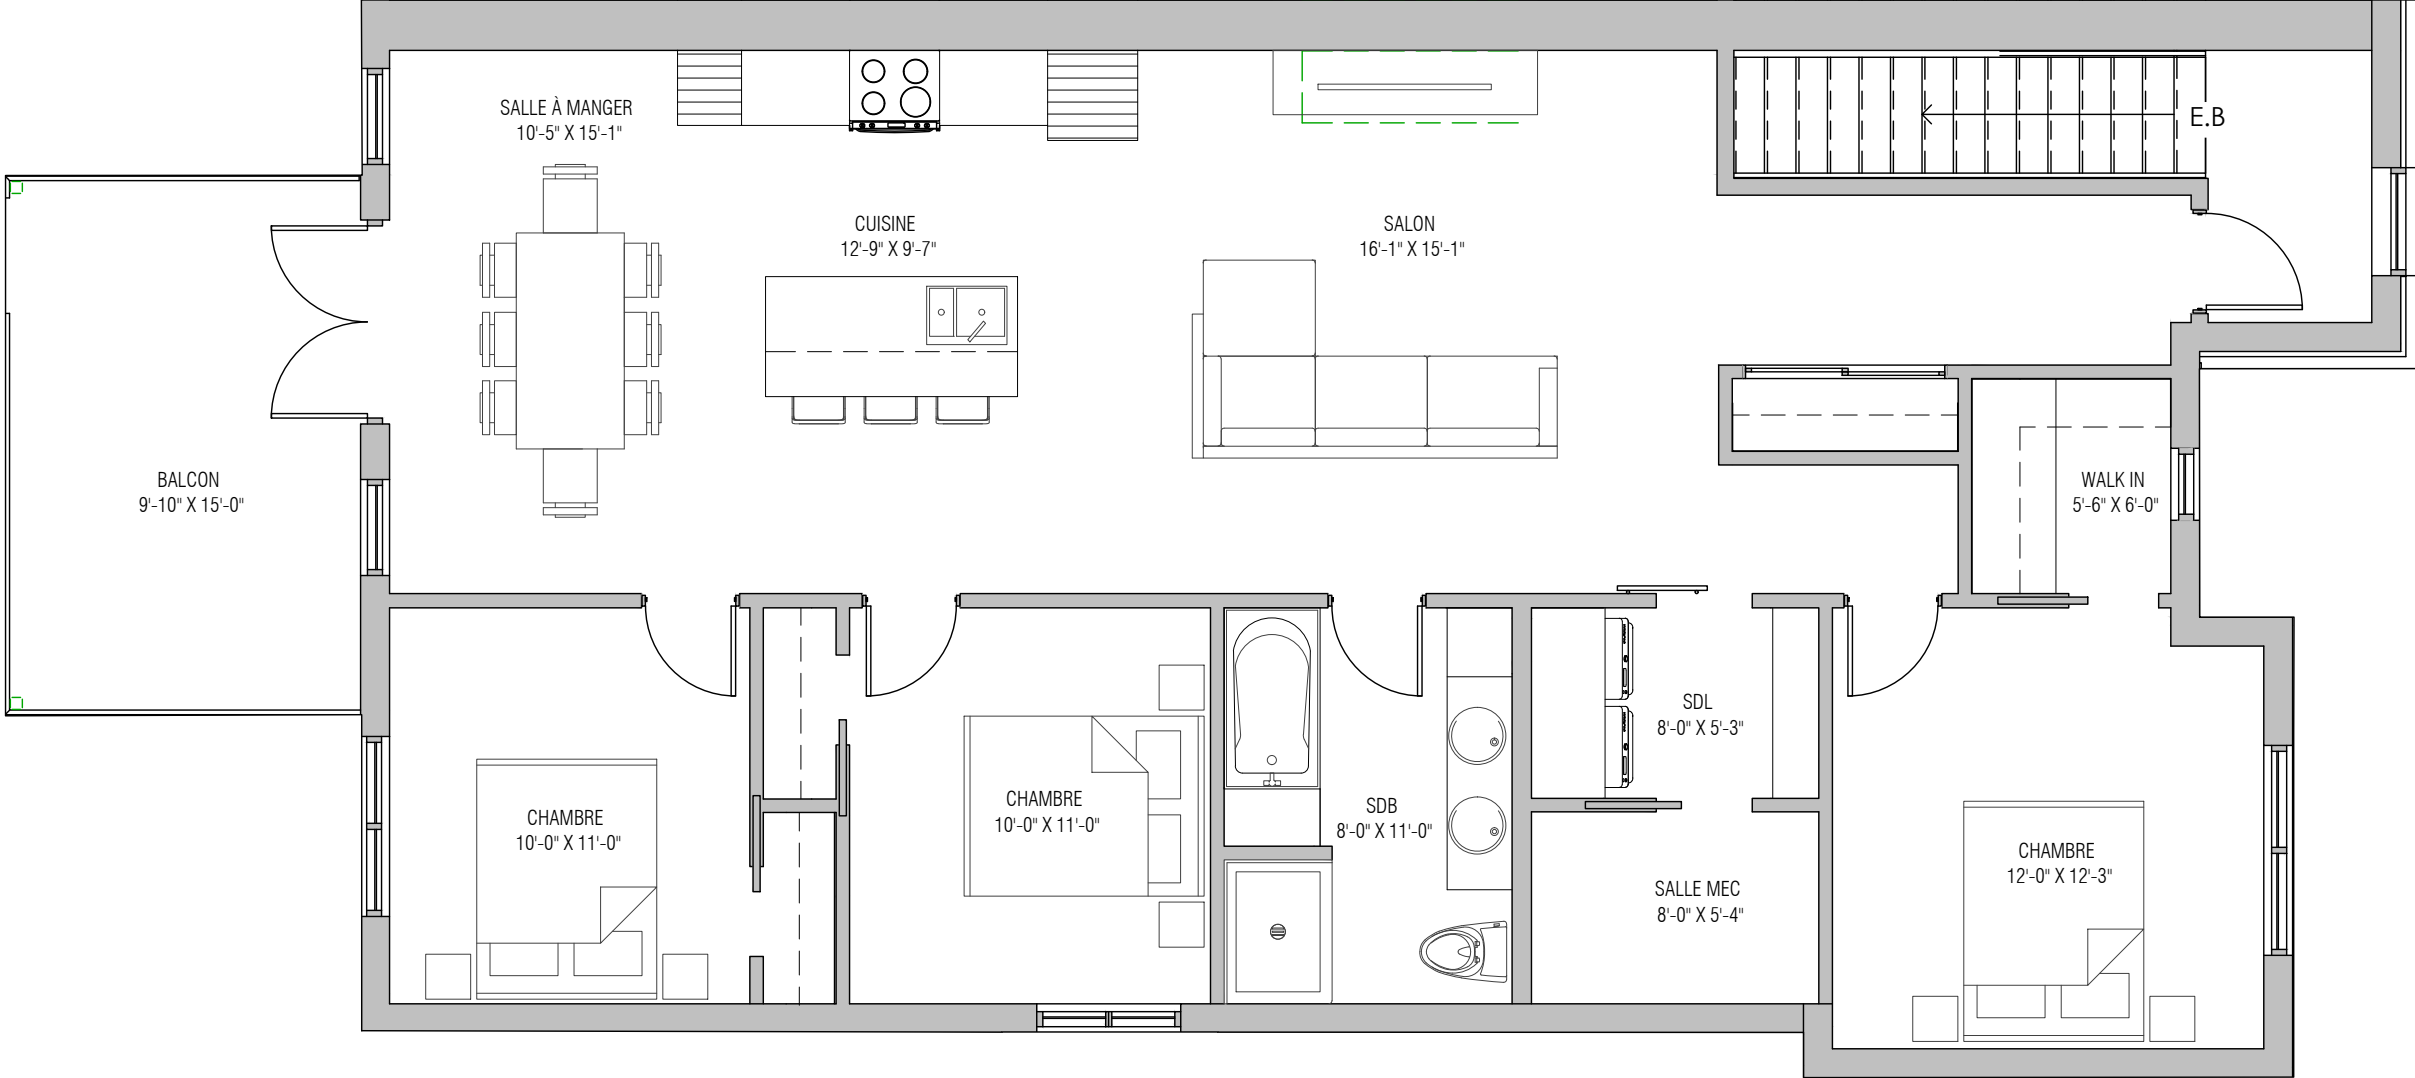 SALLE À MANGER
10'-5" X 15'-1"
E.B
CUISINE
12'-9" X 9'-7"
SALON
16'-1" X 15'-1"
BALCON
9'-10" X 15'-0"
WALK IN
5'-6" X 6'-0"
CHAMBRE
10'-0" X 11'-0"
CHAMBRE
10'-0" X 11'-0"
SDB
8'-0" X 11'-0"
SDL
8'-0" X 5'-3"
SALLE MEC
8'-0" X 5'-4"
CHAMBRE
12'-0" X 12'-3"